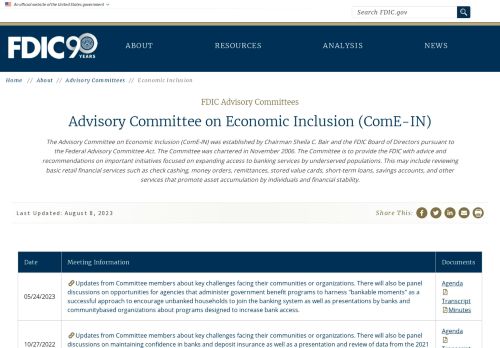 An official website of the United States government
Search FDIC.gov
FDIC 90 YEARS
ABOUT
RESOURCES
ANALYSIS
NEWS
Home // About // Advisory Committees // Economic Inclusion
FDIC Advisory Committees
Advisory Committee on Economic Inclusion (ComE-IN)
The Advisory Committee on Economic Inclusion (ComE-IN) was established by Chairman Sheila C. Bair and the FDIC Board of Directors pursuant to
the Federal Advisory Committee Act. The Committee was chartered in November 2006. The Committee is to provide the FDIC with advice and
recommendations on important initiatives focused on expanding access to banking services by underserved populations. This may include reviewing
basic retail financial services such as check cashing, money orders, remittances, stored value cards, short-term loans, savings accounts, and other
services that promote asset accumulation by individuals and financial stability.
Last Updated: August 8, 2023
Share This:
Date
Meeting Information
Documents
05/24/2023
Updates from Committee members about key challenges facing their communities or organizations. There will also be panel
discussions on opportunities for agencies that administer government benefit programs to harness "bankable moments" as a
successful approach to encourage unbanked households to join the banking system as well as presentations by banks and
communitybased organizations about programs designed to increase bank access.
Agenda
Transcript
Minutes
10/27/2022
Updates from Committee members about key challenges facing their communities or organizations. There will also be panel
discussions on maintaining confidence in banks and deposit insurance as well as a presentation and review of data from the 2021
Agenda
Transcript